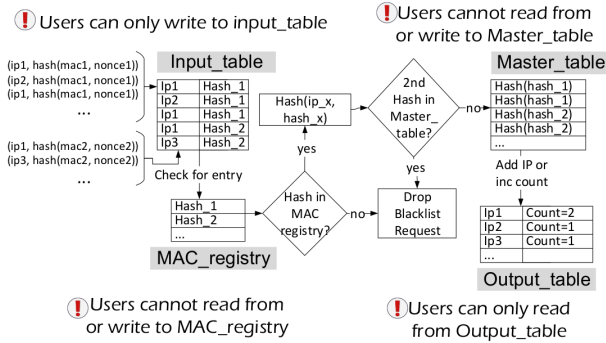 Users can only write to input_table
Users cannot read from
or write to Master_table
Input_table
Master_table
(ip1, hash(mac1, nonce1))
(ip2, hash(mac1, nonce1))
(ip1, hash(mac1, nonce1))
...
(ip1, hash(mac2, nonce2))
(ip3, hash(mac2, nonce2))
...
Ip1 Hash_1
Ip2 Hash_1
Ip1 Hash_1
Ip1 Hash_2
Ip3 Hash_2
Check for entry
Hash_1
Hash_2
...
MAC_registry
Hash(ip_x,
hash_x)
yes
Hash in
MAC
registry?
no
2nd
Hash in
Master_
table?
no
yes
Drop
Blacklist
Request
Hash(hash_1)
Hash(hash_1)
Hash(hash_2)
Hash(hash_2)
...
Add IP or
inc count
Ip1 Count=2
Ip2 Count=1
Ip3 Count=1
...
Output_table
Users cannot read from
or write to MAC_registry
Users can only read
from Output_table